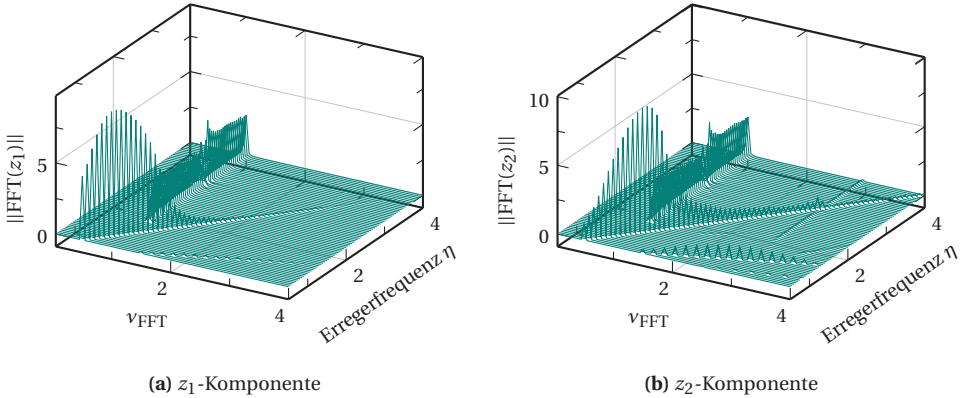 ||FFT(z₁)||
5
0
2
4
ν_FFT
2
4
Erregerfrequenz η
(a) z₁-Komponente
||FFT(z₂)||
10
5
0
2
4
ν_FFT
2
4
Erregerfrequenz η
(b) z₂-Komponente